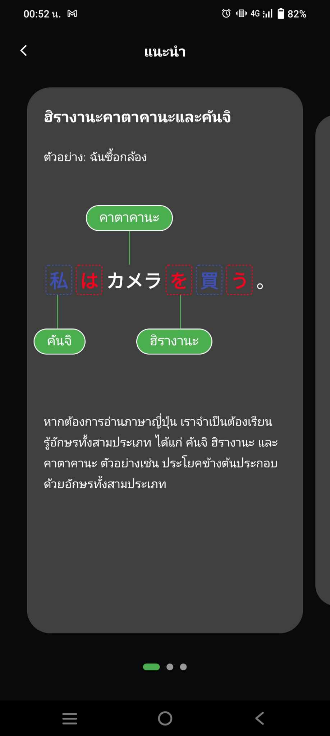 00:52 น.
4G 82%
แนะนำ
ฮิรางานะคาตาคานะและคันจิ
ตัวอย่าง: ฉันซื้อกล้อง
คาตาคานะ
私はカメラを買う。
คันจิ
ฮิรางานะ
หากต้องการอ่านภาษาญี่ปุ่น เราจำเป็นต้องเรียน
รู้อักษรทั้งสามประเภท ได้แก่ คันจิ ฮิรางานะ และ
คาตาคานะ ตัวอย่างเช่น ประโยคข้างต้นประกอบ
ด้วยอักษรทั้งสามประเภท